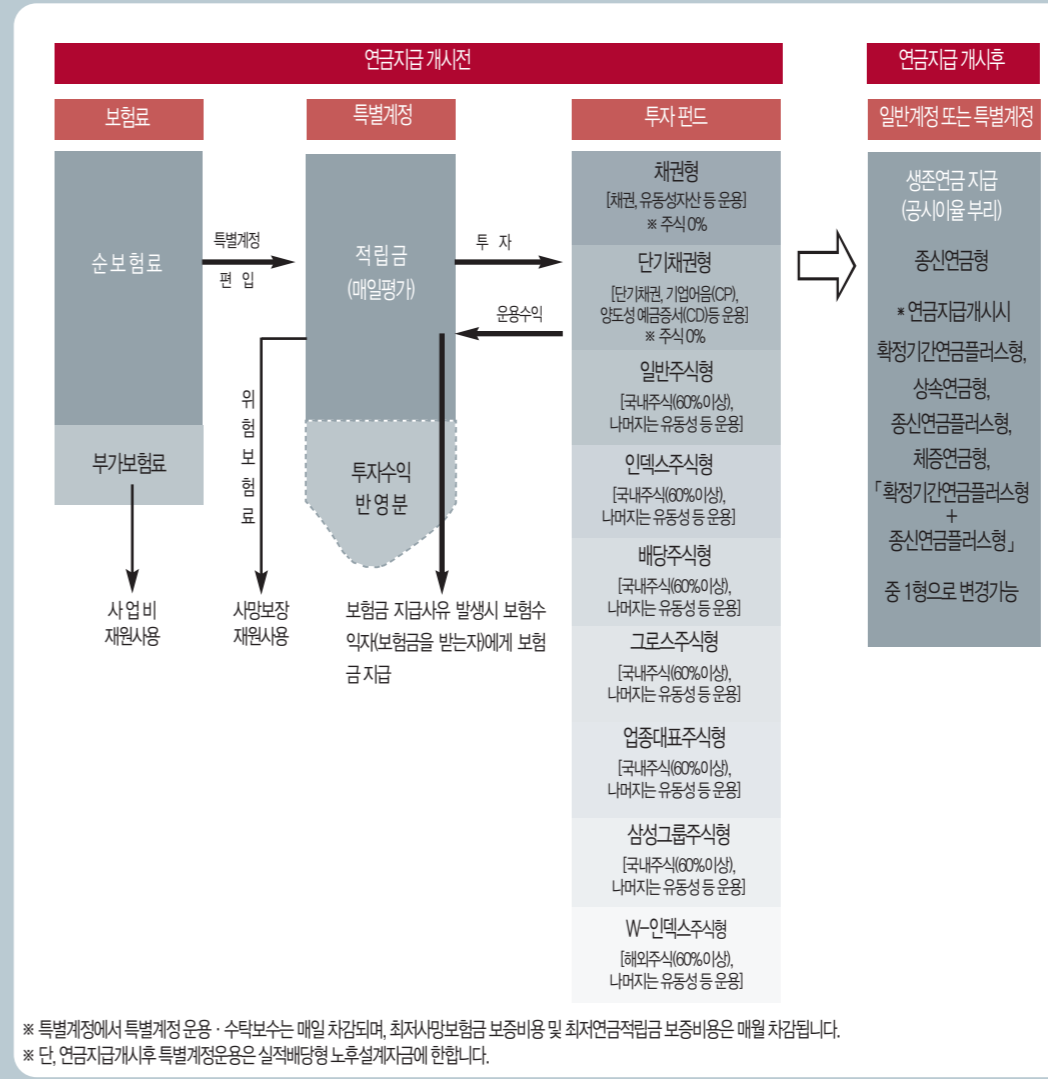 연금지급 개시전
연금지급 개시후
보험료
특별계정
투자 펀드
일반계정 또는 특별계정
순보험료
부가보험료
사업비
재원사용
특별계정
편 입
위
험
보
험
료
사망보장
재원사용
적립금
(매일평가)
투자수익
반영분
보험금 지급사유 발생시 보험수
익자(보험금을 받는자)에게 보험
금 지급
투 자
운용수익
채권형
[채권, 유동성자산 등 운용]
※ 주식 0%
단기채권형
[단기채권, 기업어음(CP),
양도성 예금증서(CD)등 운용]
※ 주식 0%
일반주식형
[국내주식(60%이상),
나머지는 유동성 등 운용]
인덱스주식형
[국내주식(60%이상),
나머지는 유동성 등 운용]
배당주식형
[국내주식(60%이상),
나머지는 유동성 등 운용]
그로스주식형
[국내주식(60%이상),
나머지는 유동성 등 운용]
업종대표주식형
[국내주식(60%이상),
나머지는 유동성 등 운용]
삼성그룹주식형
[국내주식(60%이상),
나머지는 유동성 등 운용]
W-인덱스주식형
[해외주식(60%이상),
나머지는 유동성 등 운용]
생존연금 지급
(공시이율 부리)
종신연금형
* 연금지급개시시
확정기간연금플러스형,
상속연금형,
종신연금플러스형,
체증연금형,
「확정기간연금플러스형
+
종신연금플러스형」
중 1형으로 변경가능
※ 특별계정에서 특별계정 운용 · 수탁보수는 매일 차감되며, 최저사망보험금 보증비용 및 최저연금적립금 보증비용은 매월 차감됩니다.
※ 단, 연금지급개시후 특별계정운용은 실적배당형 노후설계자금에 한합니다.